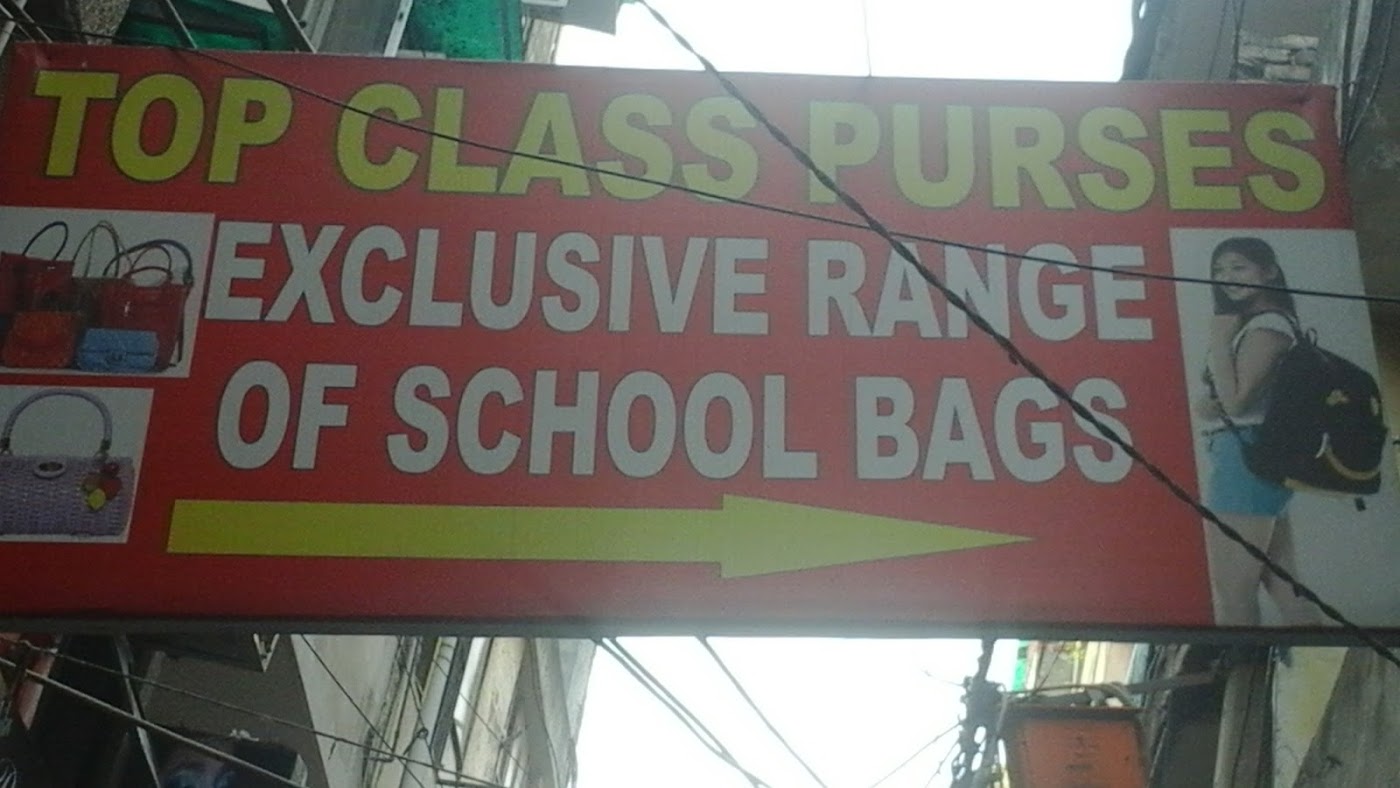 TOP CLASS PURSES
EXCLUSIVE RANGE
OF SCHOOL BAGS